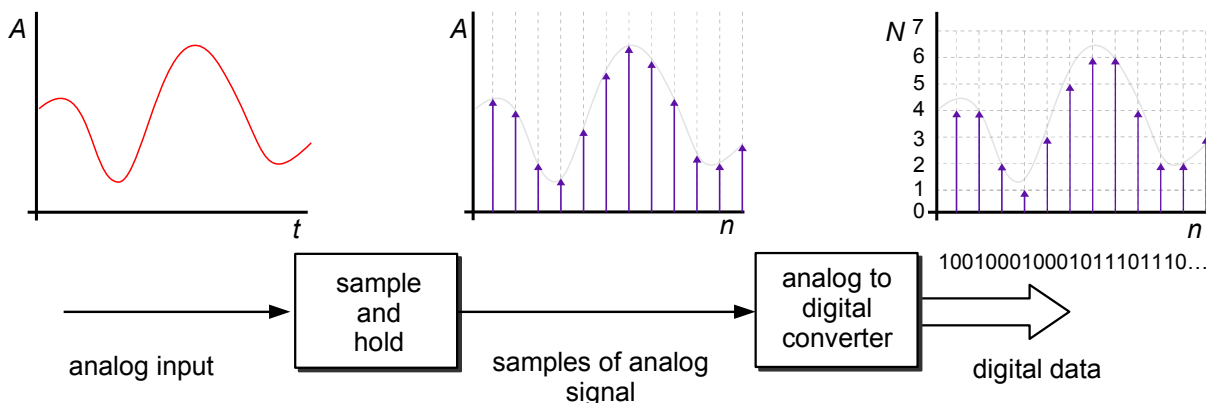 A
t
A
n
N
7
6
5
4
3
2
1
0
n
100100010001011101110...
analog input
sample
and
hold
samples of analog
signal
analog to
digital
converter
digital data